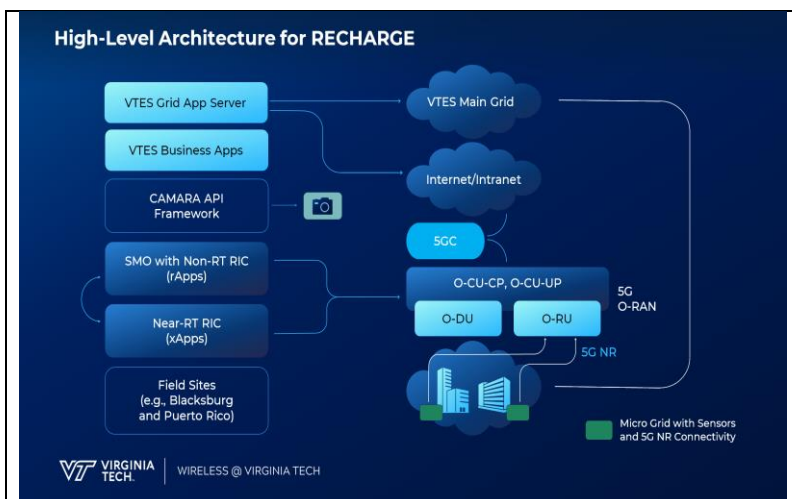 High-Level Architecture for RECHARGE
VTES Grid App Server
VTES Business Apps
CAMARA API
Framework
SMO with Non-RT RIC
(rApps)
Near-RT RIC
(xApps)
Field Sites
(e.g., Blacksburg
and Puerto Rico)
VTES Main Grid
Internet/Intranet
5GC
O-CU-CP, O-CU-UP
O-DU
O-RU
5G
O-RAN
5G NR
Micro Grid with Sensors
and 5G NR Connectivity
VT VIRGINIA
TECH.
WIRELESS @ VIRGINIA TECH